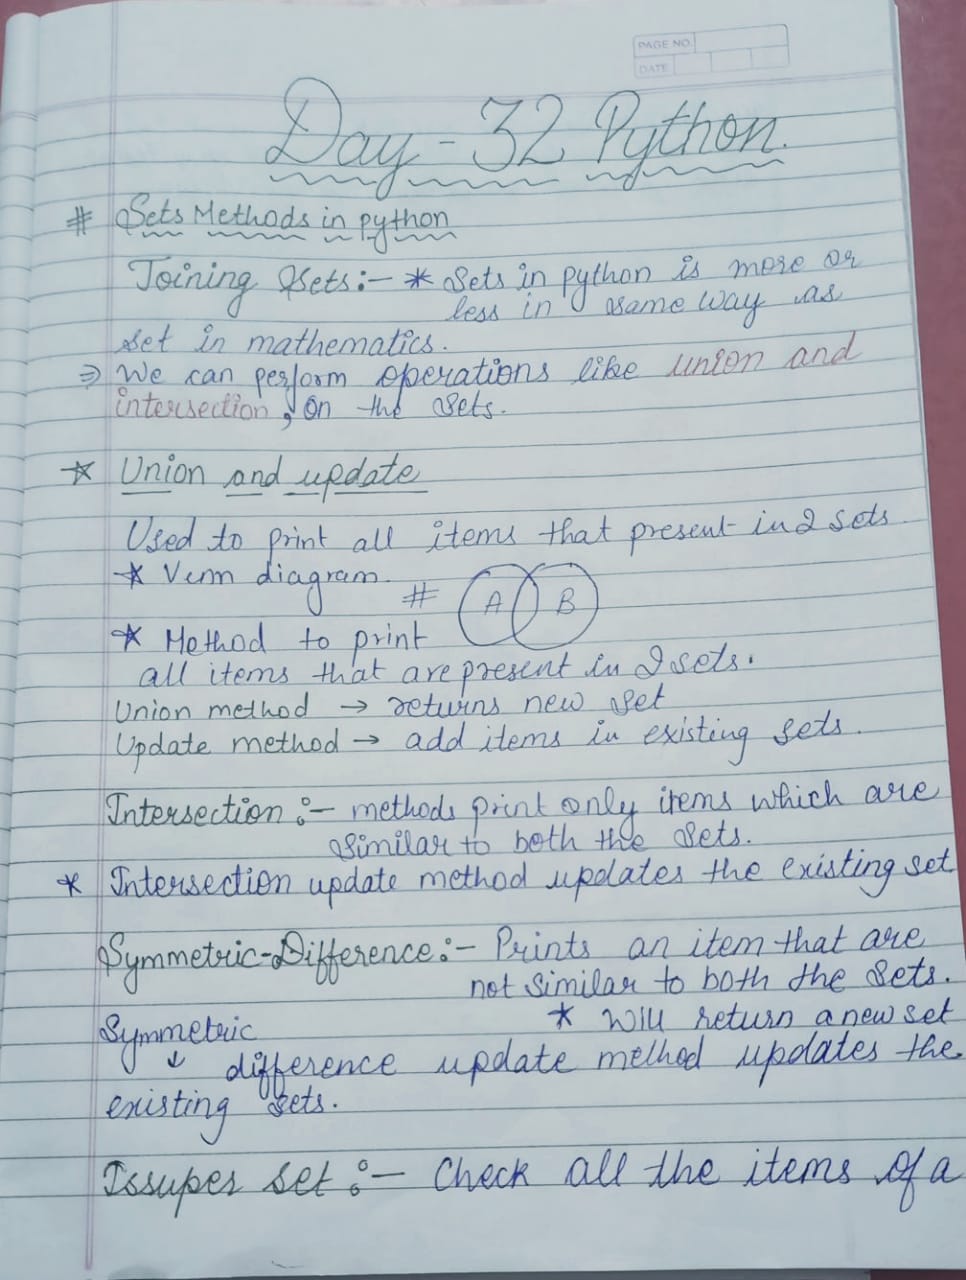 PAGE NO.
DATE
Day - 32 Python.
# Sets Methods in python
Joining sets :- * Sets in python is more or
less in same way as
set in mathematics.
⇒ We can perform operations like union and
intersection, on the sets.
* Union and update
Used to print all items that present in 2 sets
* Venn diagram.
# A B
* Method to print
all items that are present in 2 sets.
Union method → returns new set
Update method → add items in existing sets.
Intersection :- methods print only items which are
similar to both the sets.
* Intersection update method updates the existing set
Symmetric-Difference :- Prints an item that are
not similar to both the sets.
* Will return a new set
Symmetric
↓ difference update method updates the
existing sets.
Issuper set :- Check all the items of a